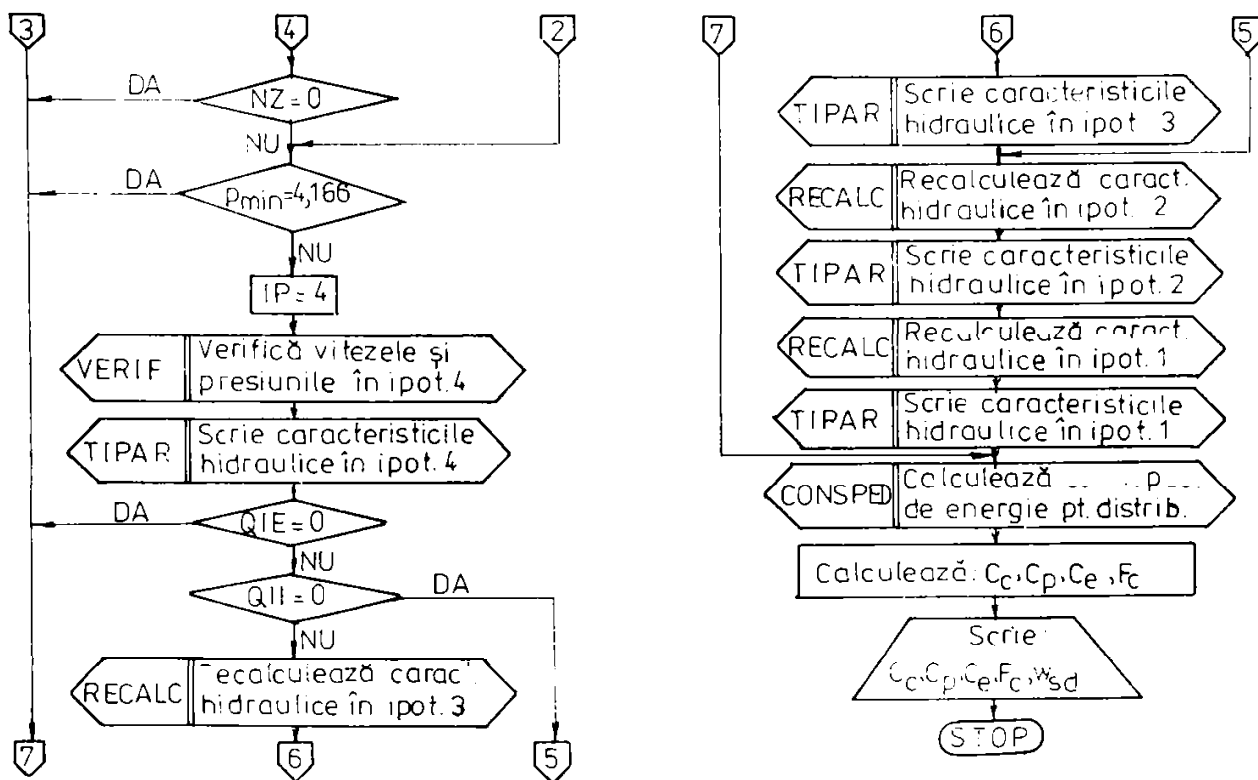 3
4
2
DA
NZ = 0
NU
DA
Pmin=4,166
NU
IP = 4
VERIF
Verifică vitezele și
presiunile în ipot. 4
TIPAR
Scrie caracteristicile
hidraulice în ipot. 4
DA
QIE = 0
NU
QII = 0
DA
NU
RECALC
ecalculează carac
hidraulice în ipot. 3
7
6
5
7
6
5
TIPAR
Scrie caracteristicile
hidraulice în ipot. 3
RECALC
Recalculează caract.
hidraulice în ipot. 2
TIPAR
Scrie caracteristicile
hidraulice în ipot. 2
RECALC
Recalculează caract.
hidraulice în ipot. 1
TIPAR
Scrie caracteristicile
hidraulice în ipot. 1
CONSPED
Calculează
de energie pt. distrib.
Calculează: Cc, Cp, Ce, Fc
Scrie
Cc, Cp, Ce, Fc, wsd
STOP